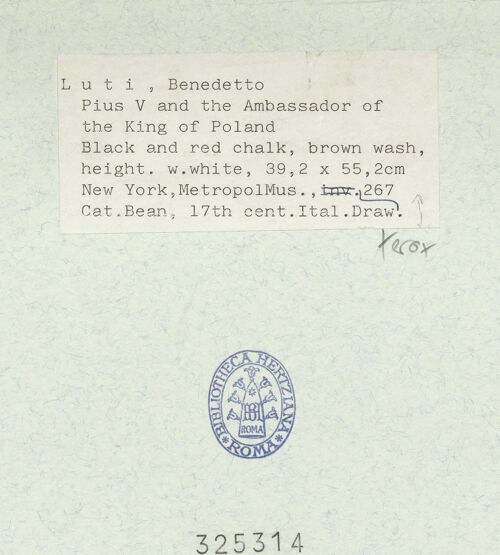 L u t i , Benedetto
Pius V and the Ambassador of
the King of Poland
Black and red chalk, brown wash,
height. w.white, 39,2 x 55,2cm
New York,MetropolMus.,inv.,267
Cat.Bean, 17th cent.Ital.Draw.
Xerox
*BIBLIOTHECA HERTZIANA*
BH
ROMA
ROMA
325314